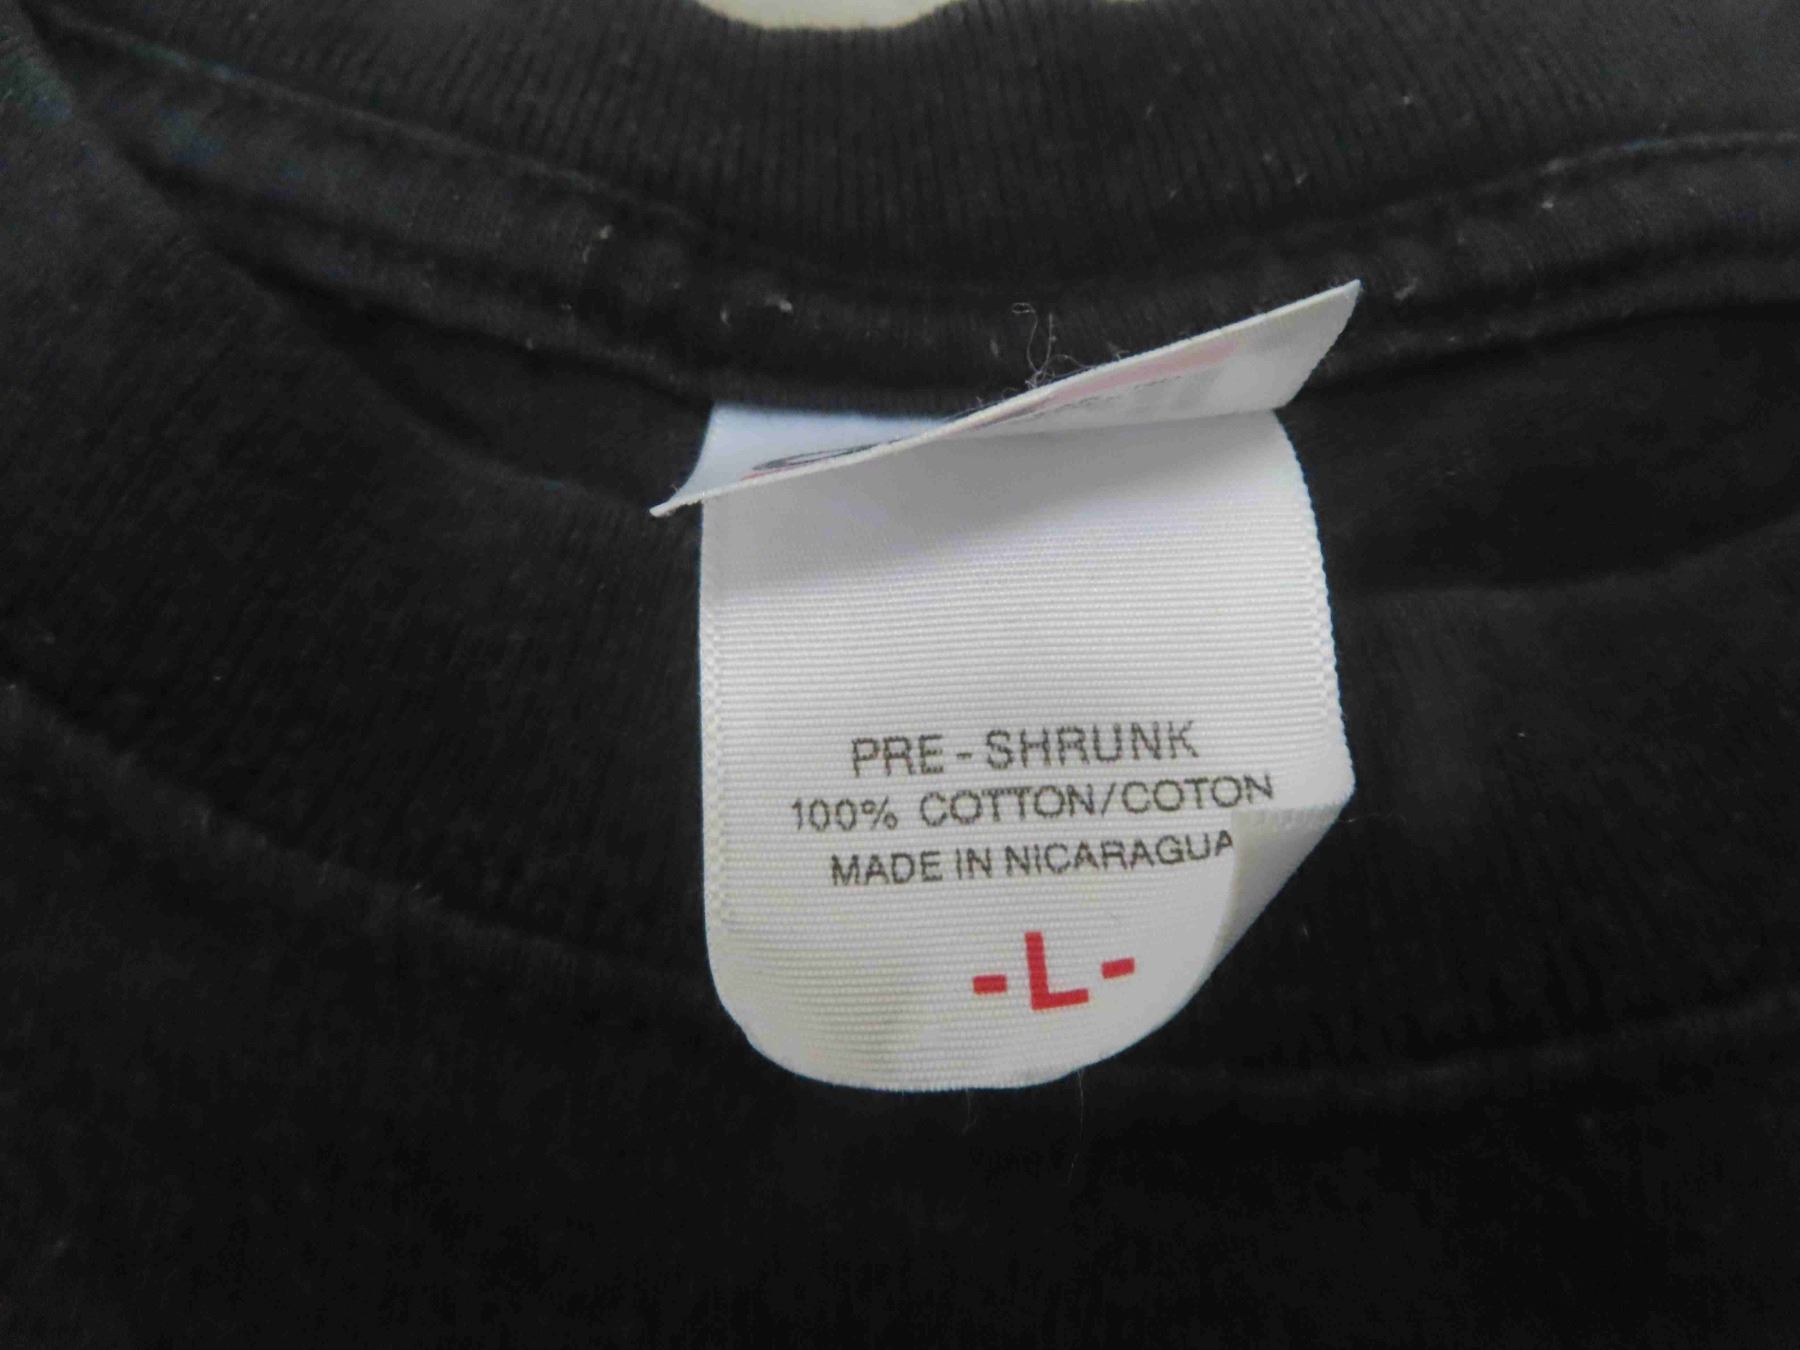 PRE-SHRUNK
100% COTTON/COTON
MADE IN NICARAGUA
-L-